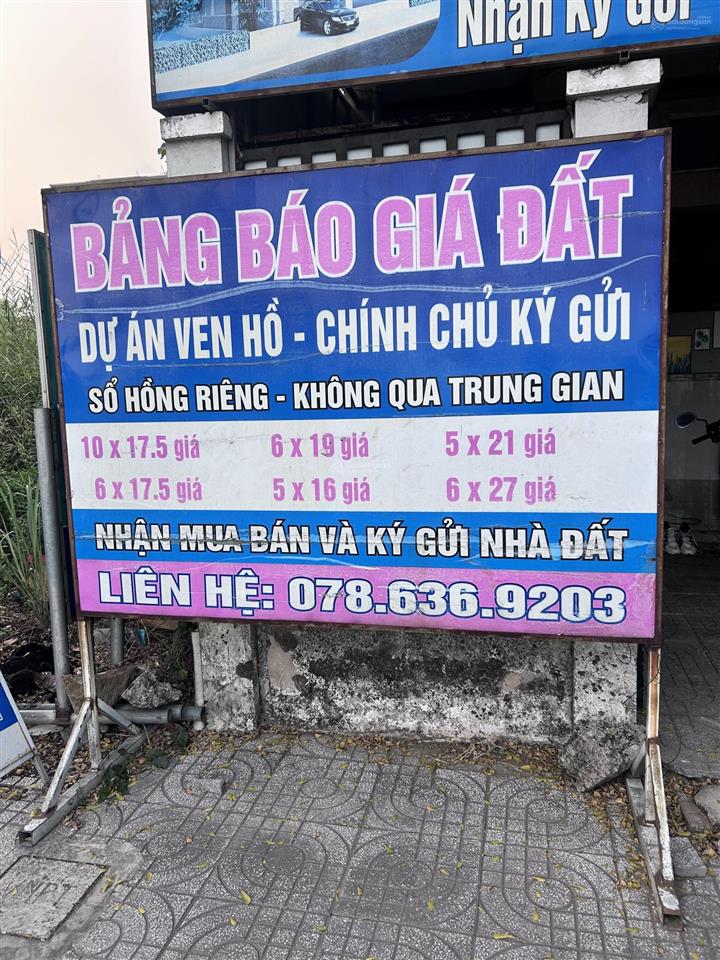 Nhận Ký Gửi
BẢNG BÁO GIÁ ĐẤT
DỰ ÁN VEN HỒ - CHÍNH CHỦ KÝ GỬI
SỔ HỒNG RIÊNG - KHÔNG QUA TRUNG GIAN
10 x 17.5 giá 6 x 19 giá 5 x 21 giá
6 x 17.5 giá 5 x 16 giá 6 x 27 giá
NHẬN MUA BÁN VÀ KÝ GỬI NHÀ ĐẤT
LIÊN HỆ: 078.636.9203